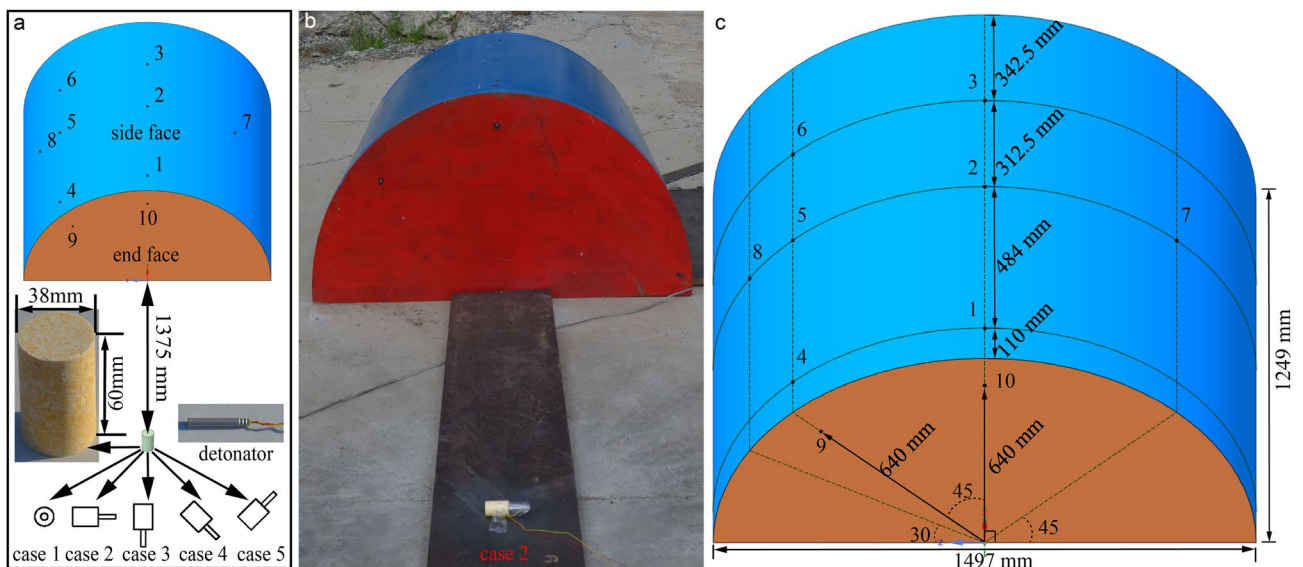 a
3
6
2
5
side face
7
8
1
4
10
9
end face
38mm
60mm
1375 mm
detonator
case 1
case 2
case 3
case 4
case 5
b
case 2
c
342.5 mm
3
6
312.5 mm
2
5
7
8
484 mm
1
110 mm
4
10
9
640 mm
640 mm
45
45
30
z
1249 mm
1497 mm